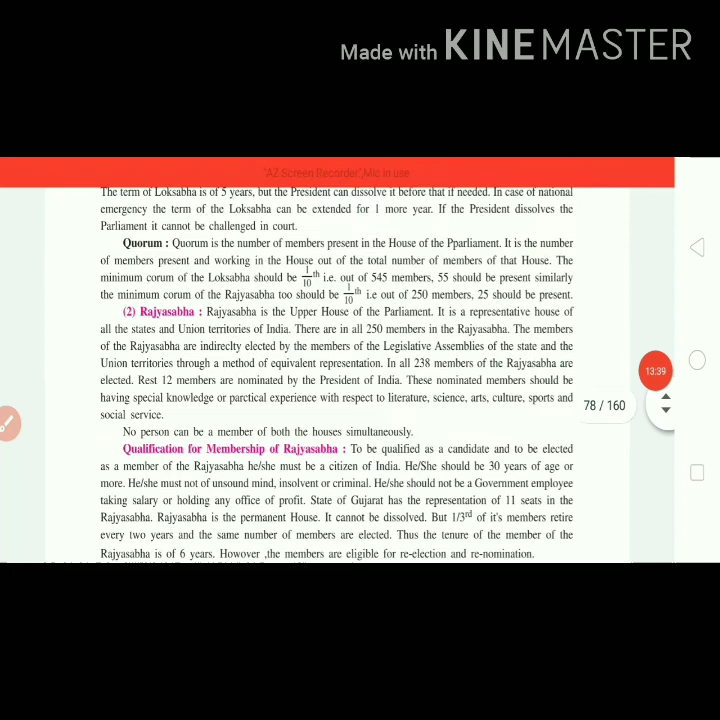 Made with KINEMASTER
'AZ Screen Recorder', Mic in use
The term of Loksabha is of 5 years, but the President can dissolve it before that if needed. In case of national
emergency the term of the Loksabha can be extended for 1 more year. If the President dissolves the
Parliament it cannot be challenged in court.
Quorum : Quorum is the number of members present in the House of the Pparliament. It is the number
of members present and working in the House out of the total number of members of that House. The
minimum corum of the Loksabha should be 1/10 th i.e. out of 545 members, 55 should be present similarly
the minimum corum of the Rajyasabha too should be 1/10 th i.e out of 250 members, 25 should be present.
(2) Rajyasabha : Rajyasabha is the Upper House of the Parliament. It is a representative house of
all the states and Union territories of India. There are in all 250 members in the Rajyasabha. The members
of the Rajyasabha are indireclty elected by the members of the Legislative Assemblies of the state and the
Union territories through a method of equivalent representation. In all 238 members of the Rajyasabha are
elected. Rest 12 members are nominated by the President of India. These nominated members should be
13:39
having special knowledge or parctical experience with respect to literature, science, arts, culture, sports and
78 / 160
social service.
No person can be a member of both the houses simultaneously.
Qualification for Membership of Rajyasabha : To be qualified as a candidate and to be elected
as a member of the Rajyasabha he/she must be a citizen of India. He/She should be 30 years of age or
more. He/she must not of unsound mind, insolvent or criminal. He/she should not be a Government employee
taking salary or holding any office of profit. State of Gujarat has the representation of 11 seats in the
Rajyasabha. Rajyasabha is the permanent House. It cannot be dissolved. But 1/3rd of it's members retire
every two years and the same number of members are elected. Thus the tenure of the member of the
Rajyasabha is of 6 years. Howover ,the members are eligible for re-election and re-nomination.